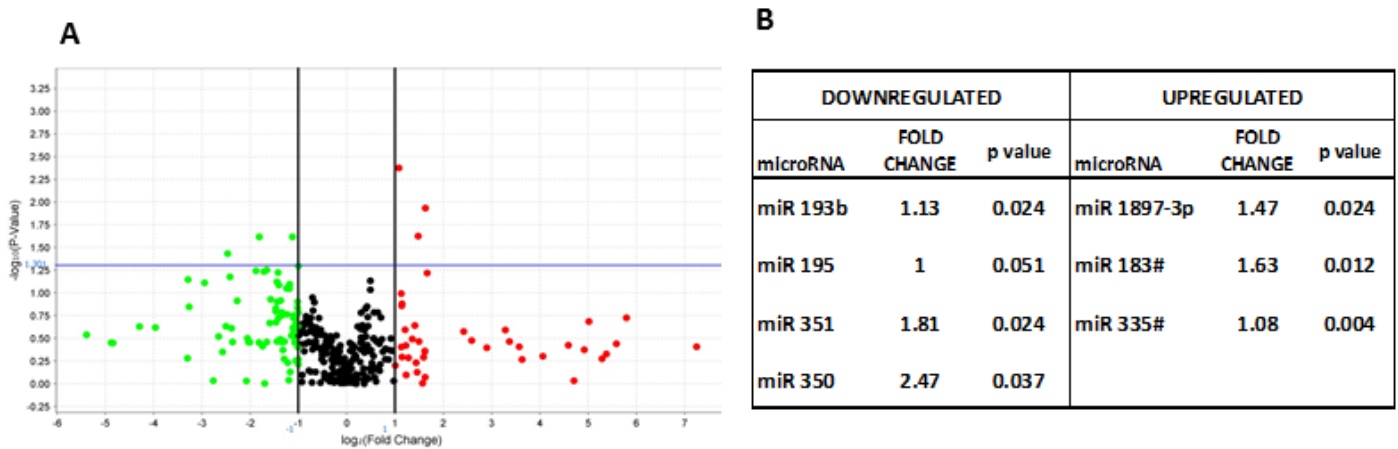 A
3.25
3.00
2.75
2.50
2.25
2.00
1.75
1.50
1.301
1.25
1.00
0.75
0.50
0.25
0.00
-0.25
-log₁₀(P-Value)
-6 -5 -4 -3 -2 -1 0 1 2 3 4 5 6 7
-1 1
log₂(Fold Change)
B
DOWNREGULATED UPREGULATED
microRNA FOLD CHANGE p value microRNA FOLD CHANGE p value
miR 193b 1.13 0.024 miR 1897-3p 1.47 0.024
miR 195 1 0.051 miR 183# 1.63 0.012
miR 351 1.81 0.024 miR 335# 1.08 0.004
miR 350 2.47 0.037